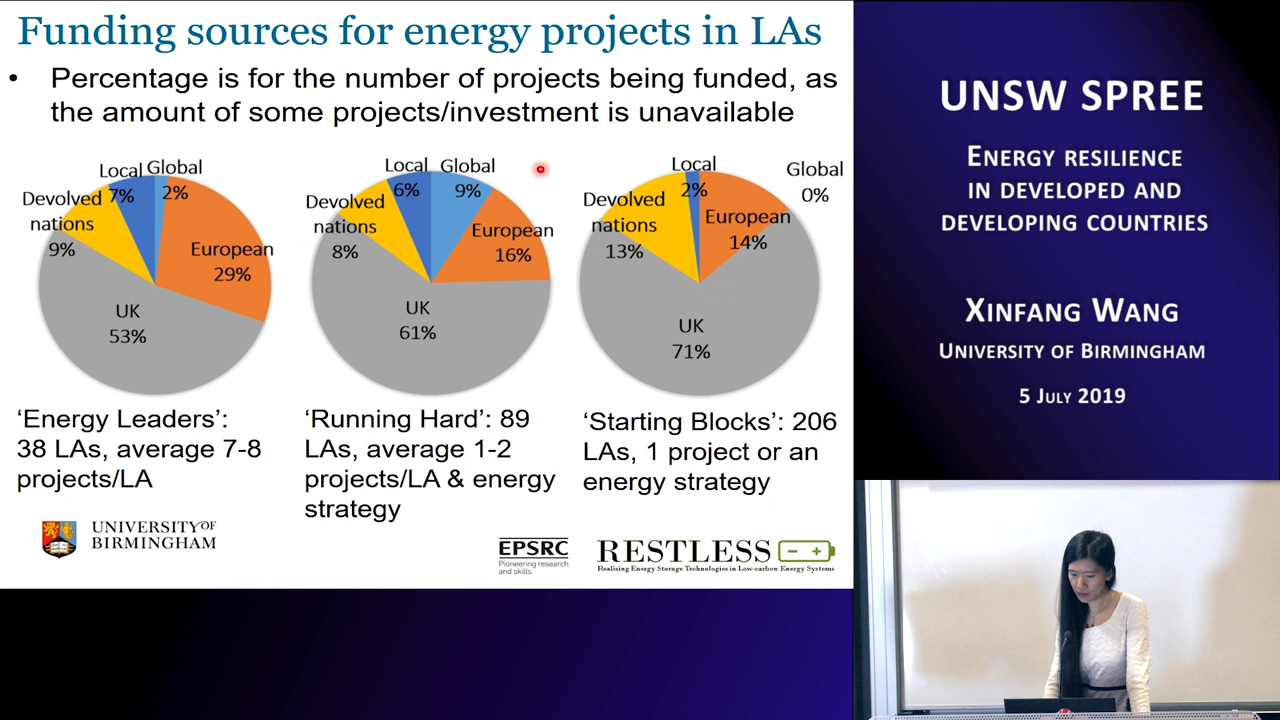 Funding sources for energy projects in LAs
• Percentage is for the number of projects being funded, as
the amount of some projects/investment is unavailable
Local
7%
Global
2%
Devolved
nations
9%
European
29%
UK
53%
Local
6%
Global
9%
Devolved
nations
8%
European
16%
UK
61%
Local
2%
Global
0%
Devolved
nations
13%
European
14%
UK
71%
‘Energy Leaders’:
38 LAs, average 7-8
projects/LA
‘Running Hard’: 89
LAs, average 1-2
projects/LA & energy
strategy
‘Starting Blocks’: 206
LAs, 1 project or an
energy strategy
UNIVERSITY OF
BIRMINGHAM
EPSRC
Pioneering research
and skills
RESTLESS
Realising Energy Storage Technologies in Low-carbon Energy Systems
UNSW SPREE
ENERGY RESILIENCE
IN DEVELOPED AND
DEVELOPING COUNTRIES
XINFANG WANG
UNIVERSITY OF BIRMINGHAM
5 JULY 2019